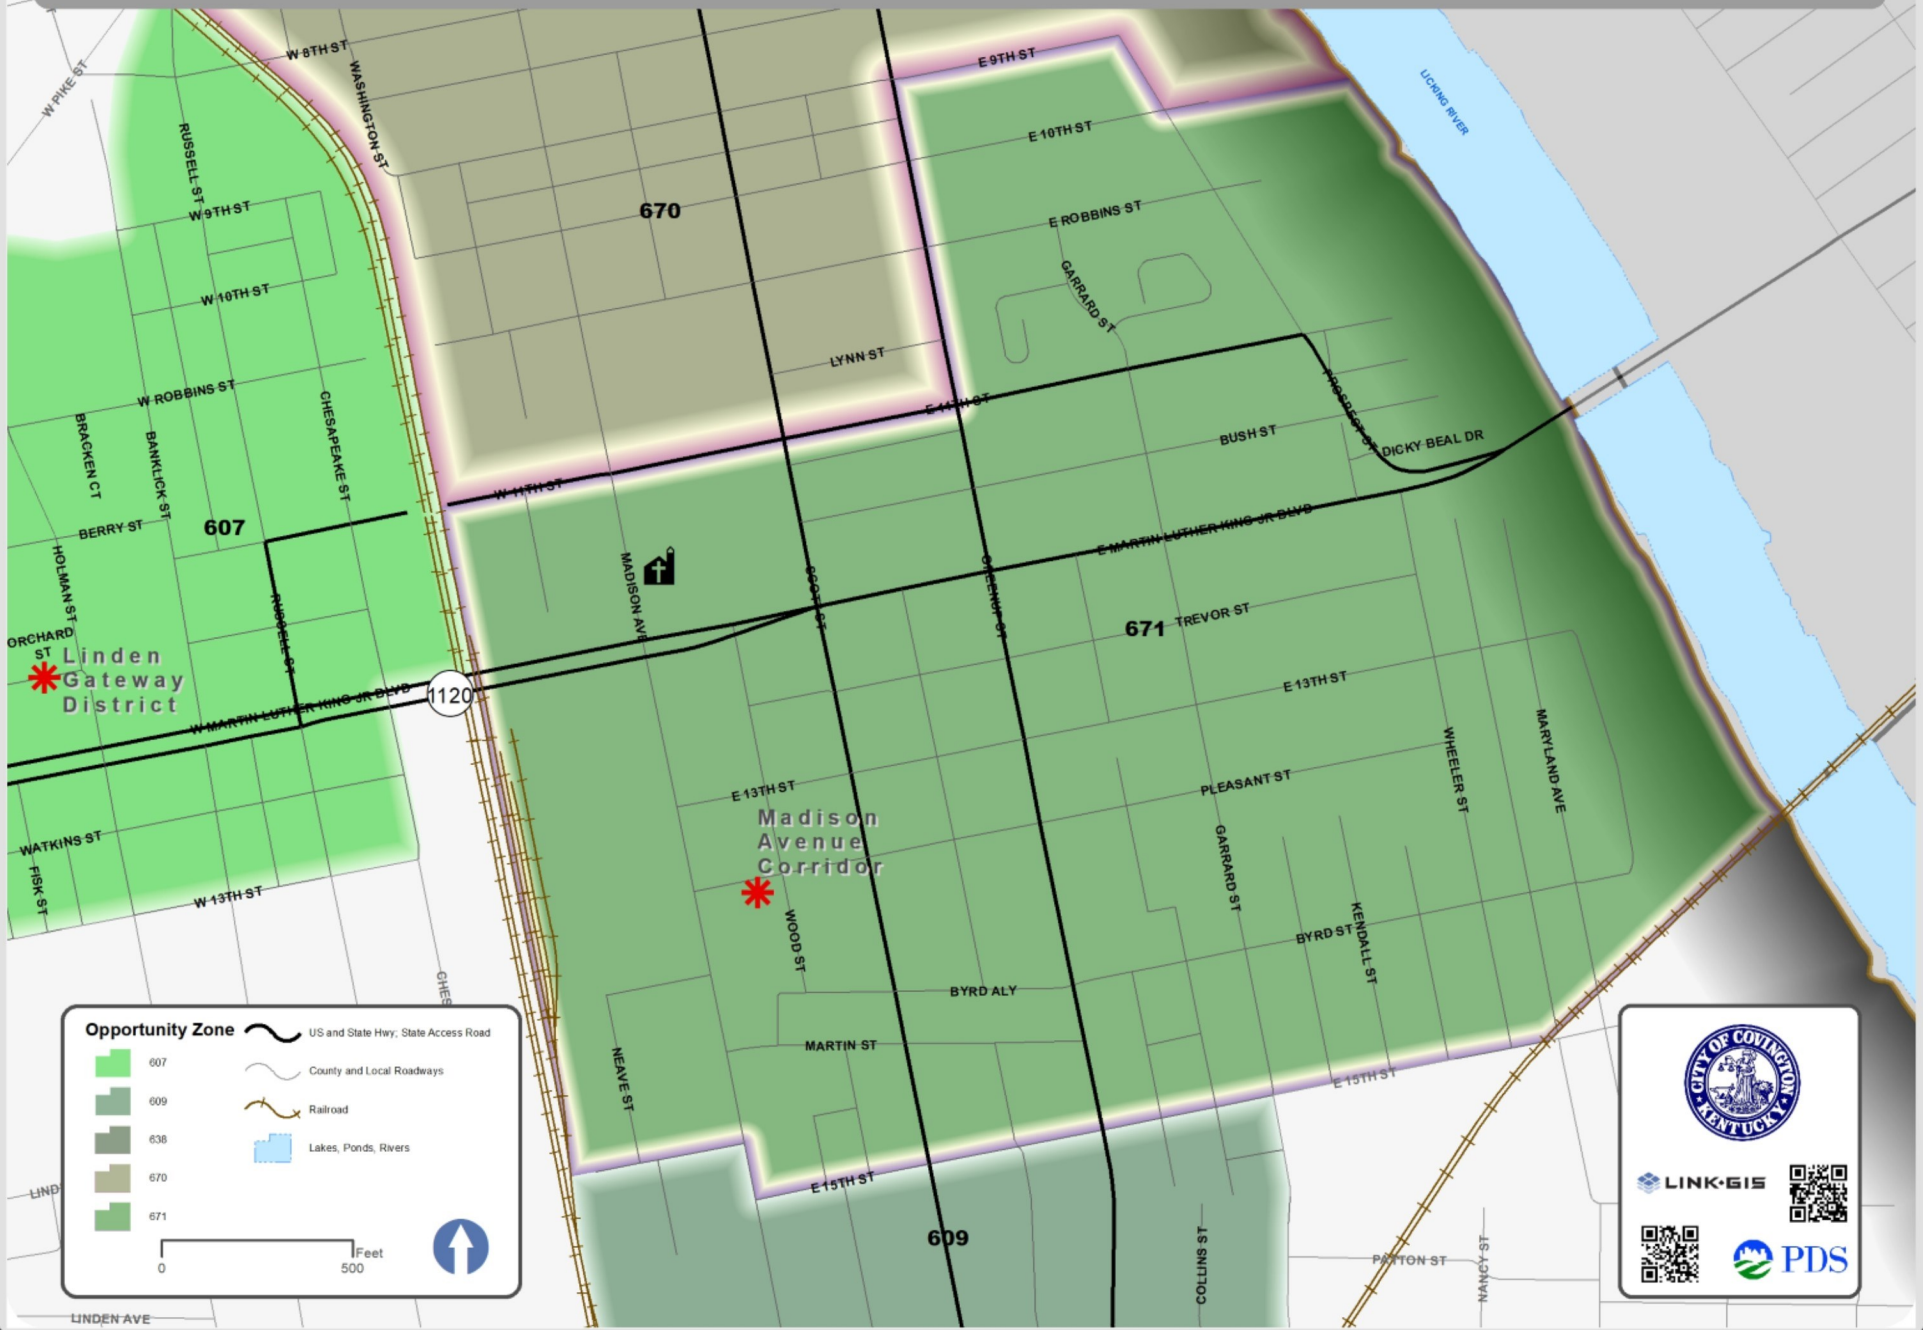 W 8TH ST
E 9TH ST
W PIKE ST
WASHINGTON ST
LICKING RIVER
RUSSELL ST
E 10TH ST
W 9TH ST
670
E ROBBINS ST
GARRARD ST
W 10TH ST
LYNN ST
W ROBBINS ST
CHESAPEAKE ST
E 11TH ST
PROSPECT ST
BRACKEN CT
BANKLICK ST
BUSH ST
DICKY BEAL DR
W 11TH ST
BERRY ST
607
E MARTIN LUTHER KING JR BLVD
HOLMAN ST
MADISON AVE
SCOTT ST
GREENUP ST
RUSSELL ST
671
TREVOR ST
ORCHARD
ST
Linden
Gateway
District
E 13TH ST
W MARTIN LUTHER KING JR BLVD
1120
MARYLAND AVE
WHEELER ST
E 13TH ST
PLEASANT ST
Madison
Avenue
Corridor
WATKINS ST
FISK ST
W 13TH ST
GARRARD ST
WOOD ST
KENDALL ST
BYRD ST
CHES
BYRD ALY
MARTIN ST
NEAVE ST
E 15TH ST
E 15TH ST
LIND
609
COLLINS ST
PATTON ST
NANCY ST
LINDEN AVE
Opportunity Zone
607
609
638
670
671
US and State Hwy; State Access Road
County and Local Roadways
Railroad
Lakes, Ponds, Rivers
Feet
0 500
CITY OF COVINGTON
KENTUCKY
LINK-GIS
PDS